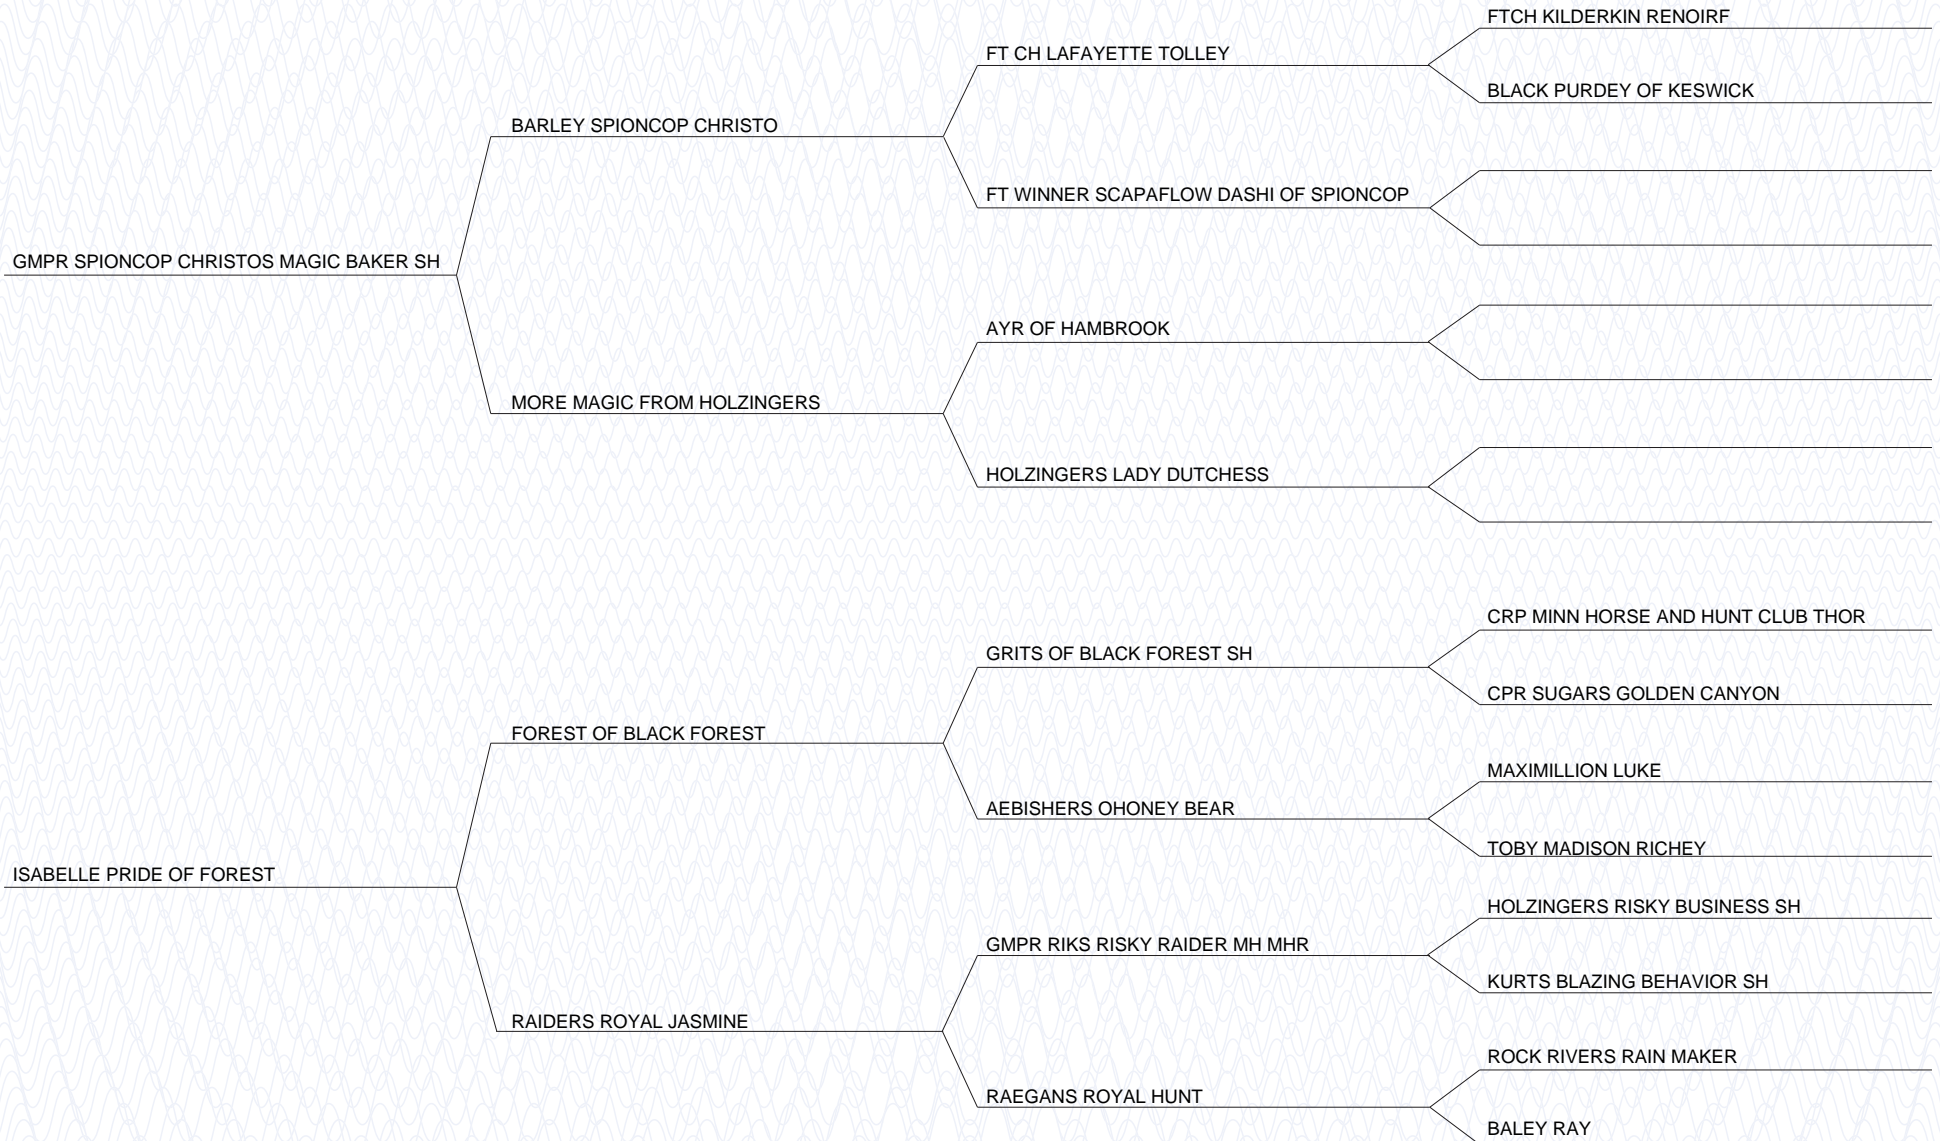 FTCH KILDERKIN RENOIRF
FT CH LAFAYETTE TOLLEY
BLACK PURDEY OF KESWICK
BARLEY SPIONCOP CHRISTO
FT WINNER SCAPAFLOW DASHI OF SPIONCOP
GMPR SPIONCOP CHRISTOS MAGIC BAKER SH
AYR OF HAMBROOK
MORE MAGIC FROM HOLZINGERS
HOLZINGERS LADY DUTCHESS
CRP MINN HORSE AND HUNT CLUB THOR
GRITS OF BLACK FOREST SH
CPR SUGARS GOLDEN CANYON
FOREST OF BLACK FOREST
MAXIMILLION LUKE
AEBISHERS OHONEY BEAR
TOBY MADISON RICHEY
ISABELLE PRIDE OF FOREST
HOLZINGERS RISKY BUSINESS SH
GMPR RIKS RISKY RAIDER MH MHR
KURTS BLAZING BEHAVIOR SH
RAIDERS ROYAL JASMINE
ROCK RIVERS RAIN MAKER
RAEGANS ROYAL HUNT
BALEY RAY